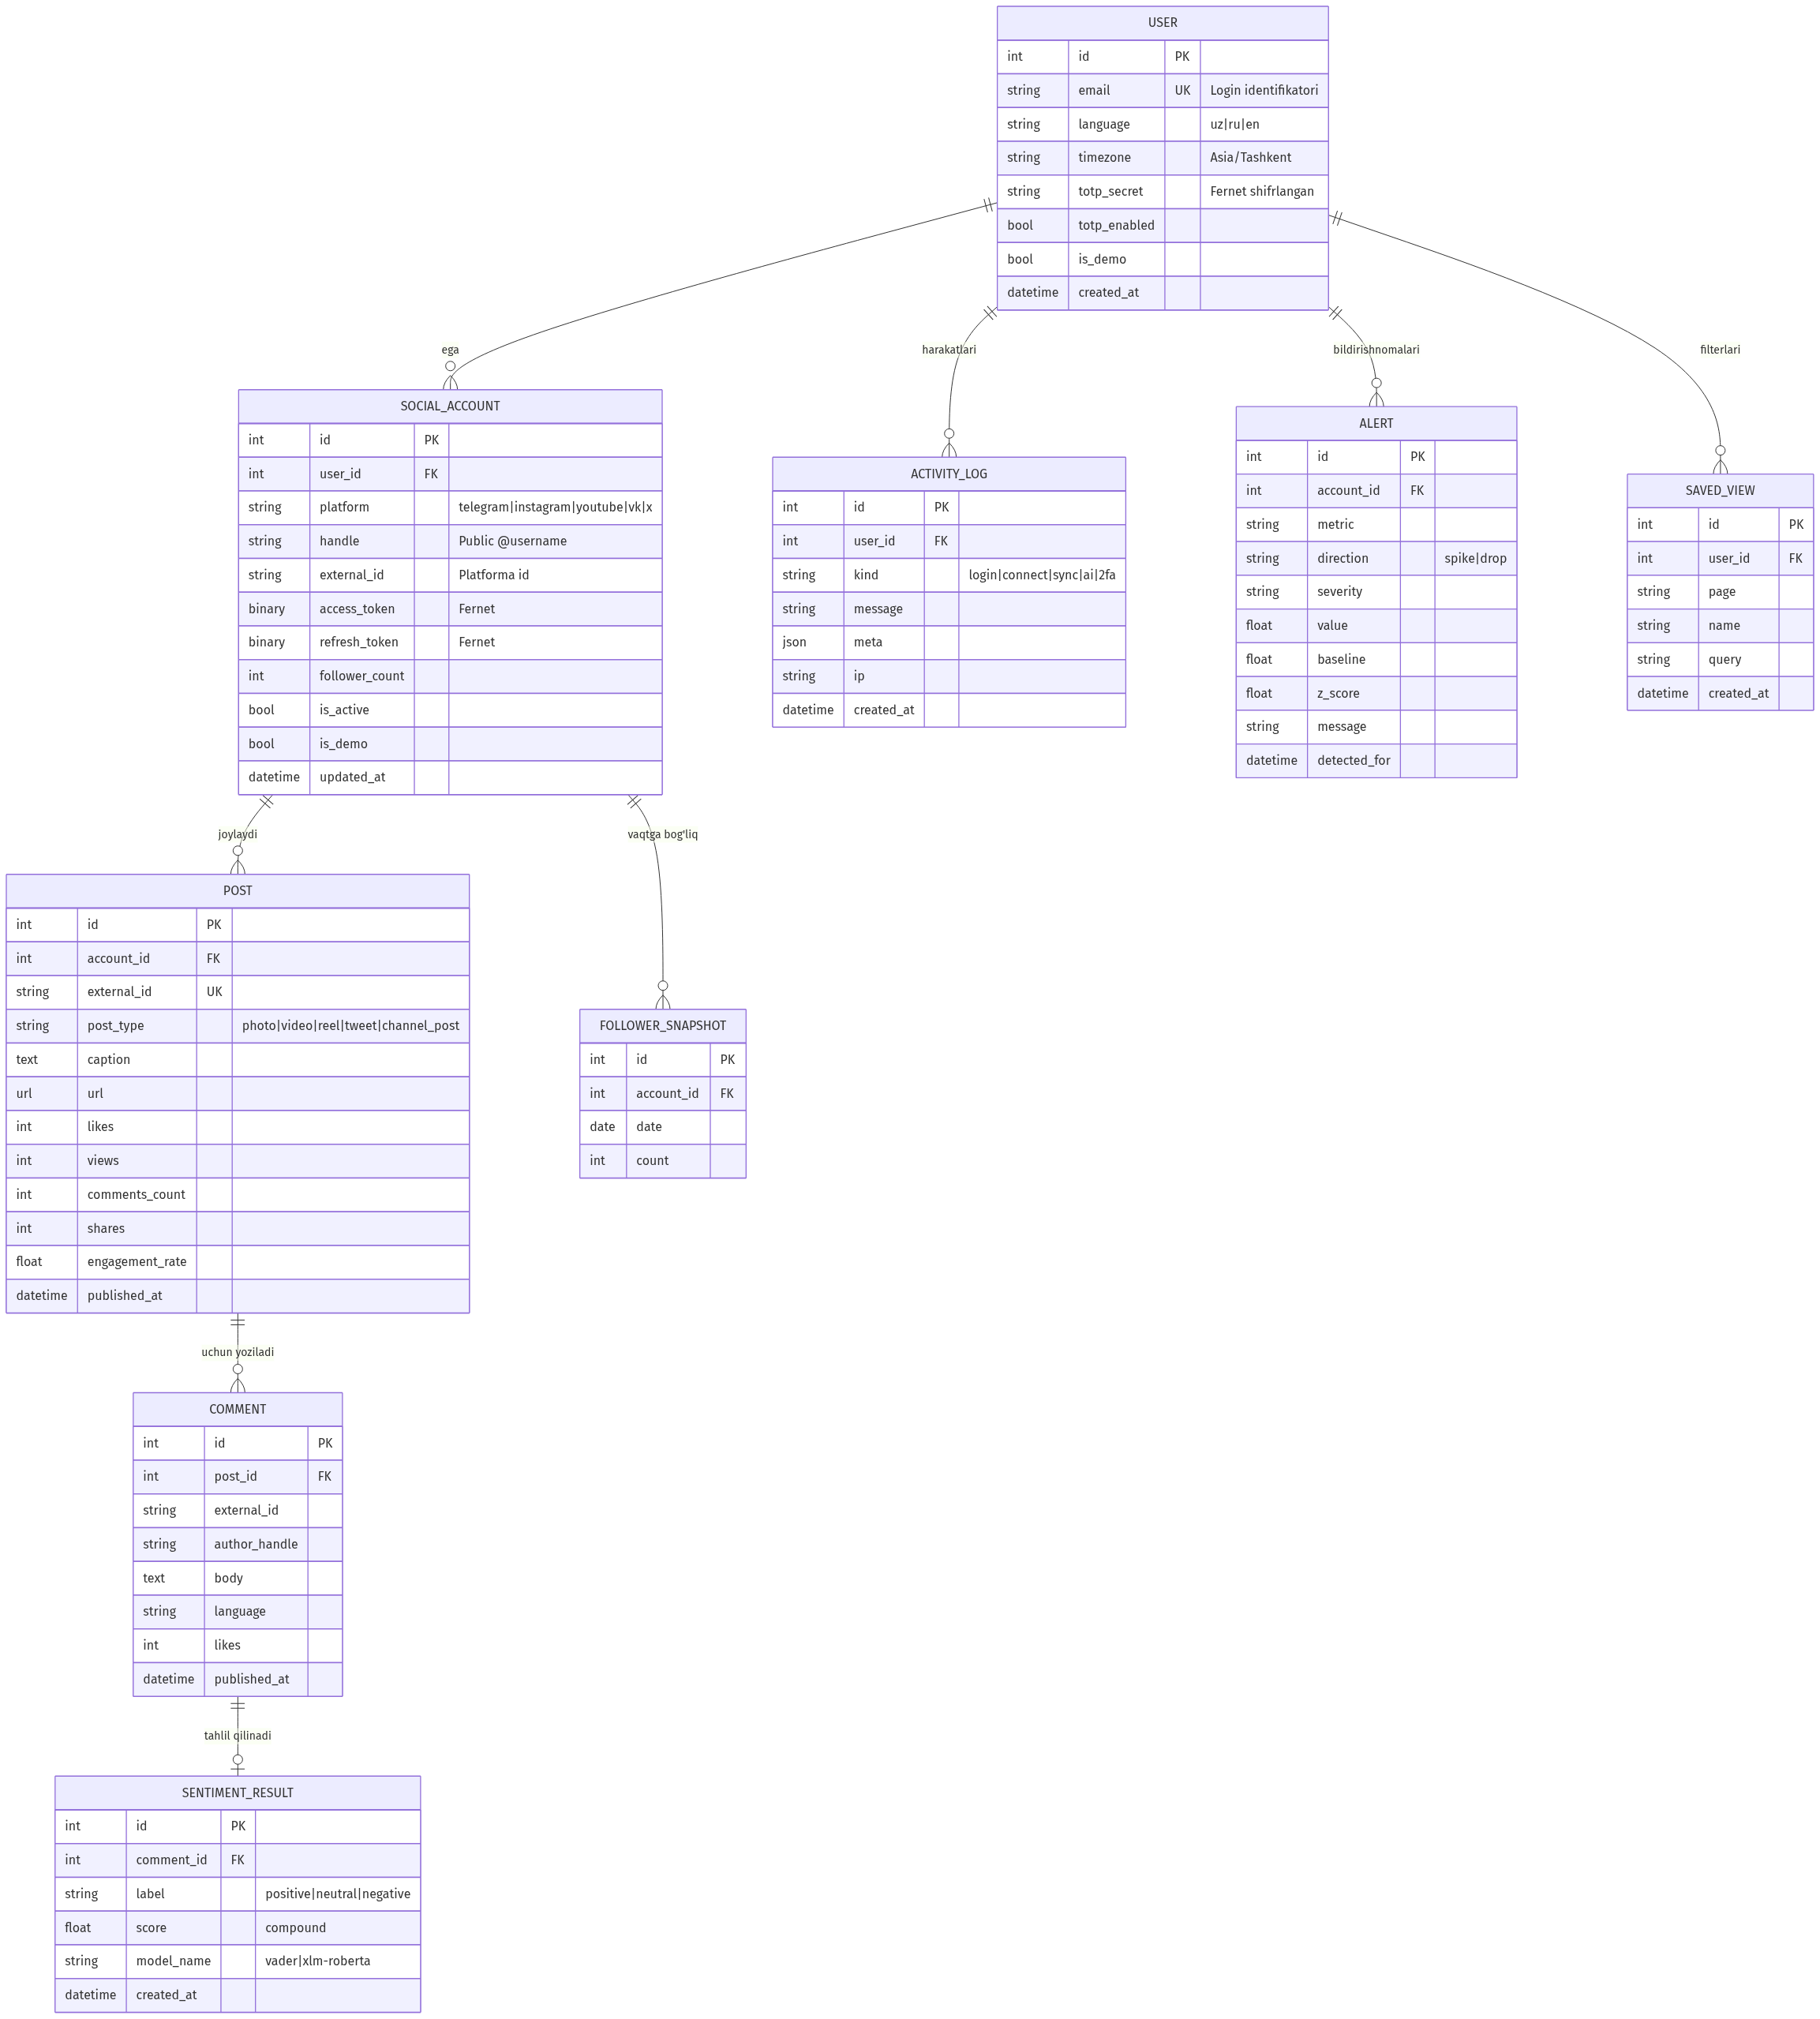 USER
int id PK
string email UK Login identifikatori
string language uz|ru|en
string timezone Asia/Tashkent
string totp_secret Fernet shifrlangan
bool totp_enabled
bool is_demo
datetime created_at
ega
harakatlari
bildirishnomalari
filterlari
SOCIAL_ACCOUNT
int id PK
int user_id FK
string platform telegram|instagram|youtube|vk|x
string handle Public @username
string external_id Platforma id
binary access_token Fernet
binary refresh_token Fernet
int follower_count
bool is_active
bool is_demo
datetime updated_at
ACTIVITY_LOG
int id PK
int user_id FK
string kind login|connect|sync|ai|2fa
string message
json meta
string ip
datetime created_at
ALERT
int id PK
int account_id FK
string metric
string direction spike|drop
string severity
float value
float baseline
float z_score
string message
datetime detected_for
SAVED_VIEW
int id PK
int user_id FK
string page
string name
string query
datetime created_at
joylaydi
vaqtga bog'liq
POST
int id PK
int account_id FK
string external_id UK
string post_type photo|video|reel|tweet|channel_post
text caption
url url
int likes
int views
int comments_count
int shares
float engagement_rate
datetime published_at
FOLLOWER_SNAPSHOT
int id PK
int account_id FK
date date
int count
uchun yoziladi
COMMENT
int id PK
int post_id FK
string external_id
string author_handle
text body
string language
int likes
datetime published_at
tahlil qilinadi
SENTIMENT_RESULT
int id PK
int comment_id FK
string label positive|neutral|negative
float score compound
string model_name vader|xlm-roberta
datetime created_at